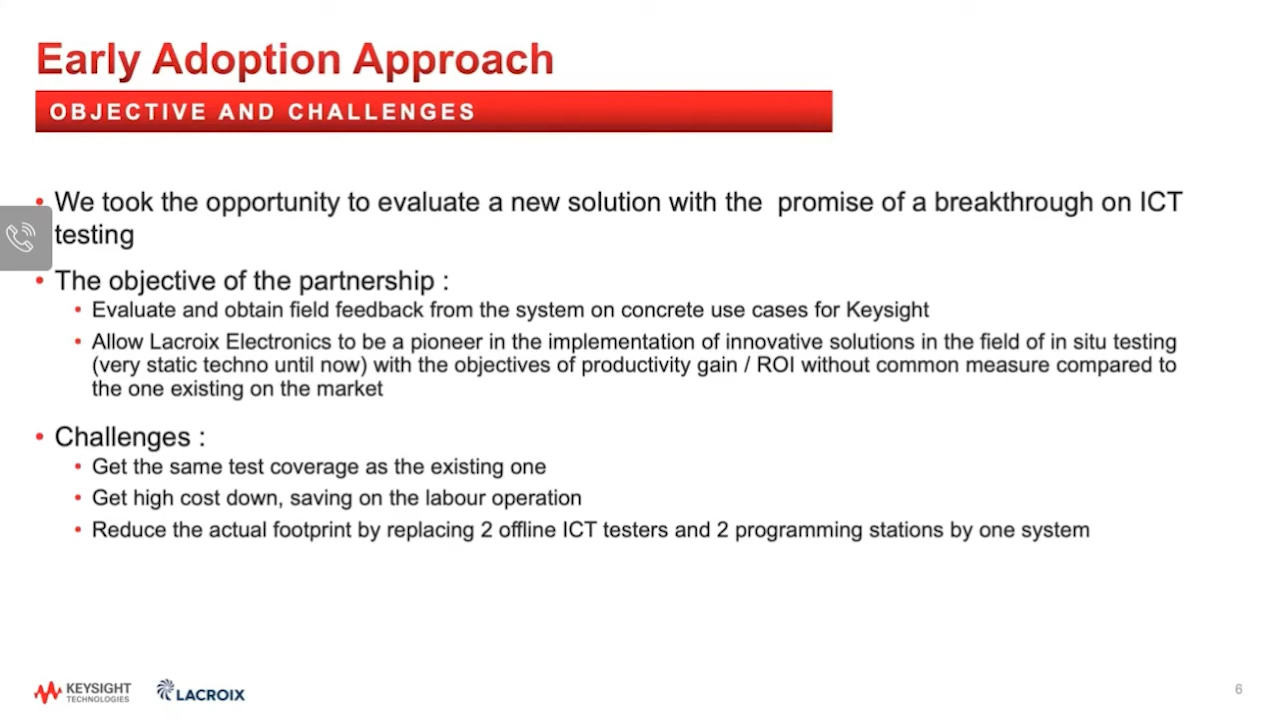 Early Adoption Approach
OBJECTIVE AND CHALLENGES
• We took the opportunity to evaluate a new solution with the  promise of a breakthrough on ICT
testing
• The objective of the partnership :
• Evaluate and obtain field feedback from the system on concrete use cases for Keysight
• Allow Lacroix Electronics to be a pioneer in the implementation of innovative solutions in the field of in situ testing
(very static techno until now) with the objectives of productivity gain / ROI without common measure compared to
the one existing on the market
• Challenges :
• Get the same test coverage as the existing one
• Get high cost down, saving on the labour operation
• Reduce the actual footprint by replacing 2 offline ICT testers and 2 programming stations by one system
KEYSIGHT
TECHNOLOGIES
LACROIX
6